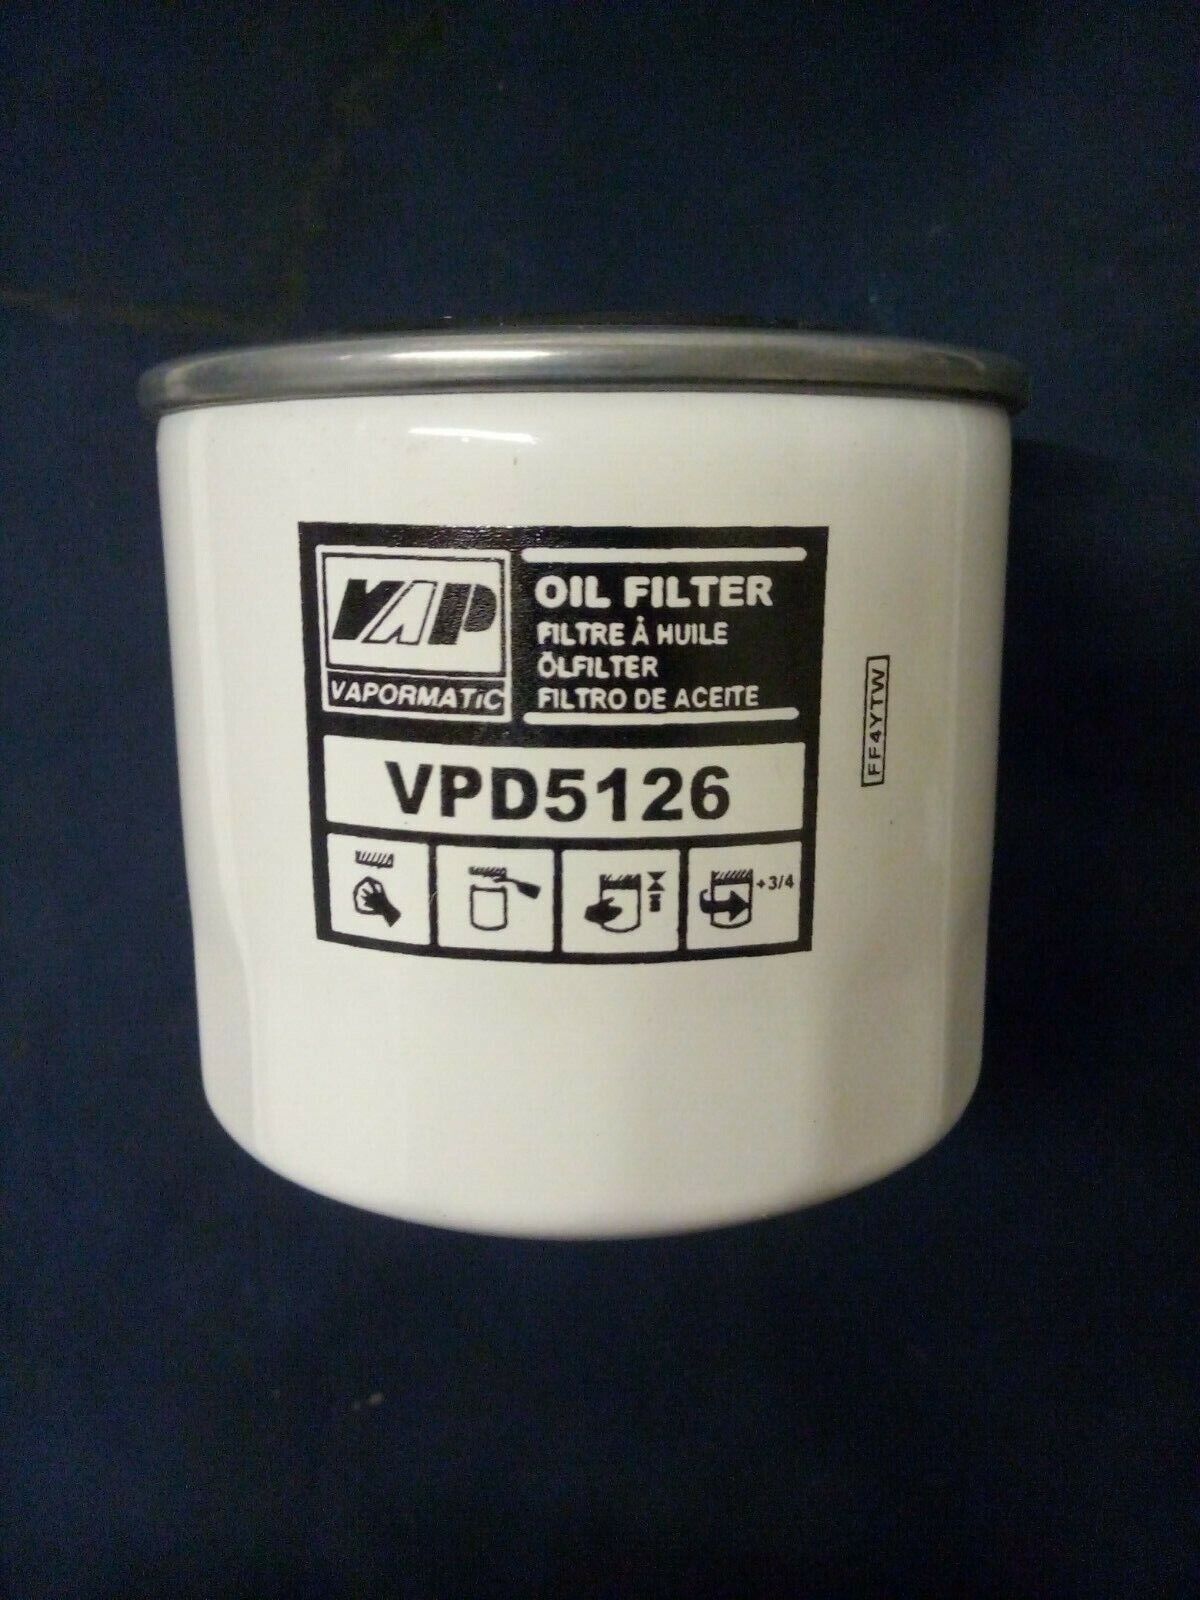 VAP
VAPORMATIC
OIL FILTER
FILTRE À HUILE
ÖLFILTER
FILTRO DE ACEITE
VPD5126
+3/4
FF4YTW